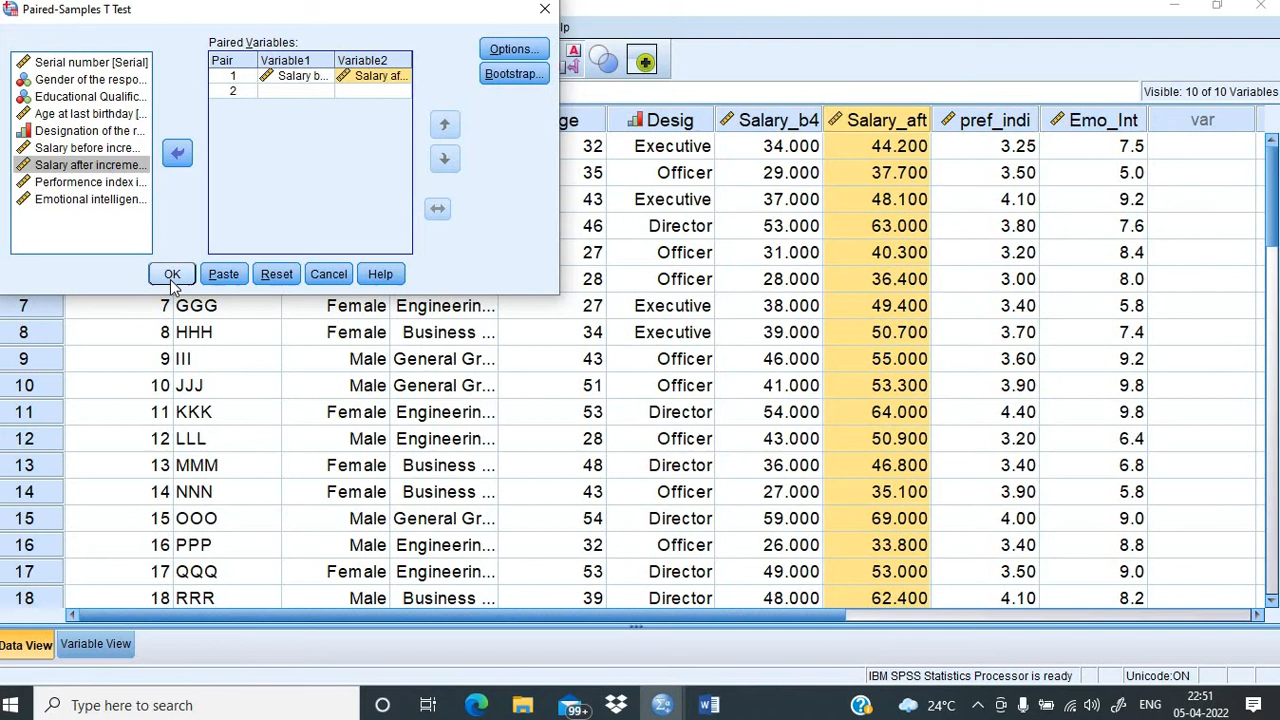 Paired-Samples T Test
Paired Variables:
Pair Variable1 Variable2
1 Salary b... Salary af...
2
Serial number [Serial]
Gender of the respo...
Educational Qualific...
Age at last birthday [...
Designation of the r...
Salary before incre...
Salary after increme...
Performence index i...
Emotional intelligen...
Options...
Bootstrap...
OK Paste Reset Cancel Help
Visible: 10 of 10 Variables
ge Desig Salary_b4 Salary_aft pref_indi Emo_Int var
32 Executive 34.000 44.200 3.25 7.5
35 Officer 29.000 37.700 3.50 5.0
43 Executive 37.000 48.100 4.10 9.2
46 Director 53.000 63.000 3.80 7.6
27 Officer 31.000 40.300 3.20 8.4
28 Officer 28.000 36.400 3.00 8.0
7 7 GGG Female Engineerin... 27 Executive 38.000 49.400 3.40 5.8
8 8 HHH Female Business ... 34 Executive 39.000 50.700 3.70 7.4
9 9 III Male General Gr... 43 Officer 46.000 55.000 3.60 9.2
10 10 JJJ Male General Gr... 51 Officer 41.000 53.300 3.90 9.8
11 11 KKK Female Engineerin... 53 Director 54.000 64.000 4.40 9.8
12 12 LLL Male Engineerin... 28 Officer 43.000 50.900 3.20 6.4
13 13 MMM Female Business ... 48 Director 36.000 46.800 3.40 6.8
14 14 NNN Female Business ... 43 Officer 27.000 35.100 3.90 5.8
15 15 OOO Male General Gr... 54 Director 59.000 69.000 4.00 9.0
16 16 PPP Male Engineerin... 32 Officer 26.000 33.800 3.40 8.8
17 17 QQQ Female Engineerin... 53 Director 49.000 53.000 3.50 9.0
18 18 RRR Male Business ... 39 Director 48.000 62.400 4.10 8.2
Data View Variable View
IBM SPSS Statistics Processor is ready Unicode:ON
Type here to search
99+
24°C
ENG
22:51
05-04-2022